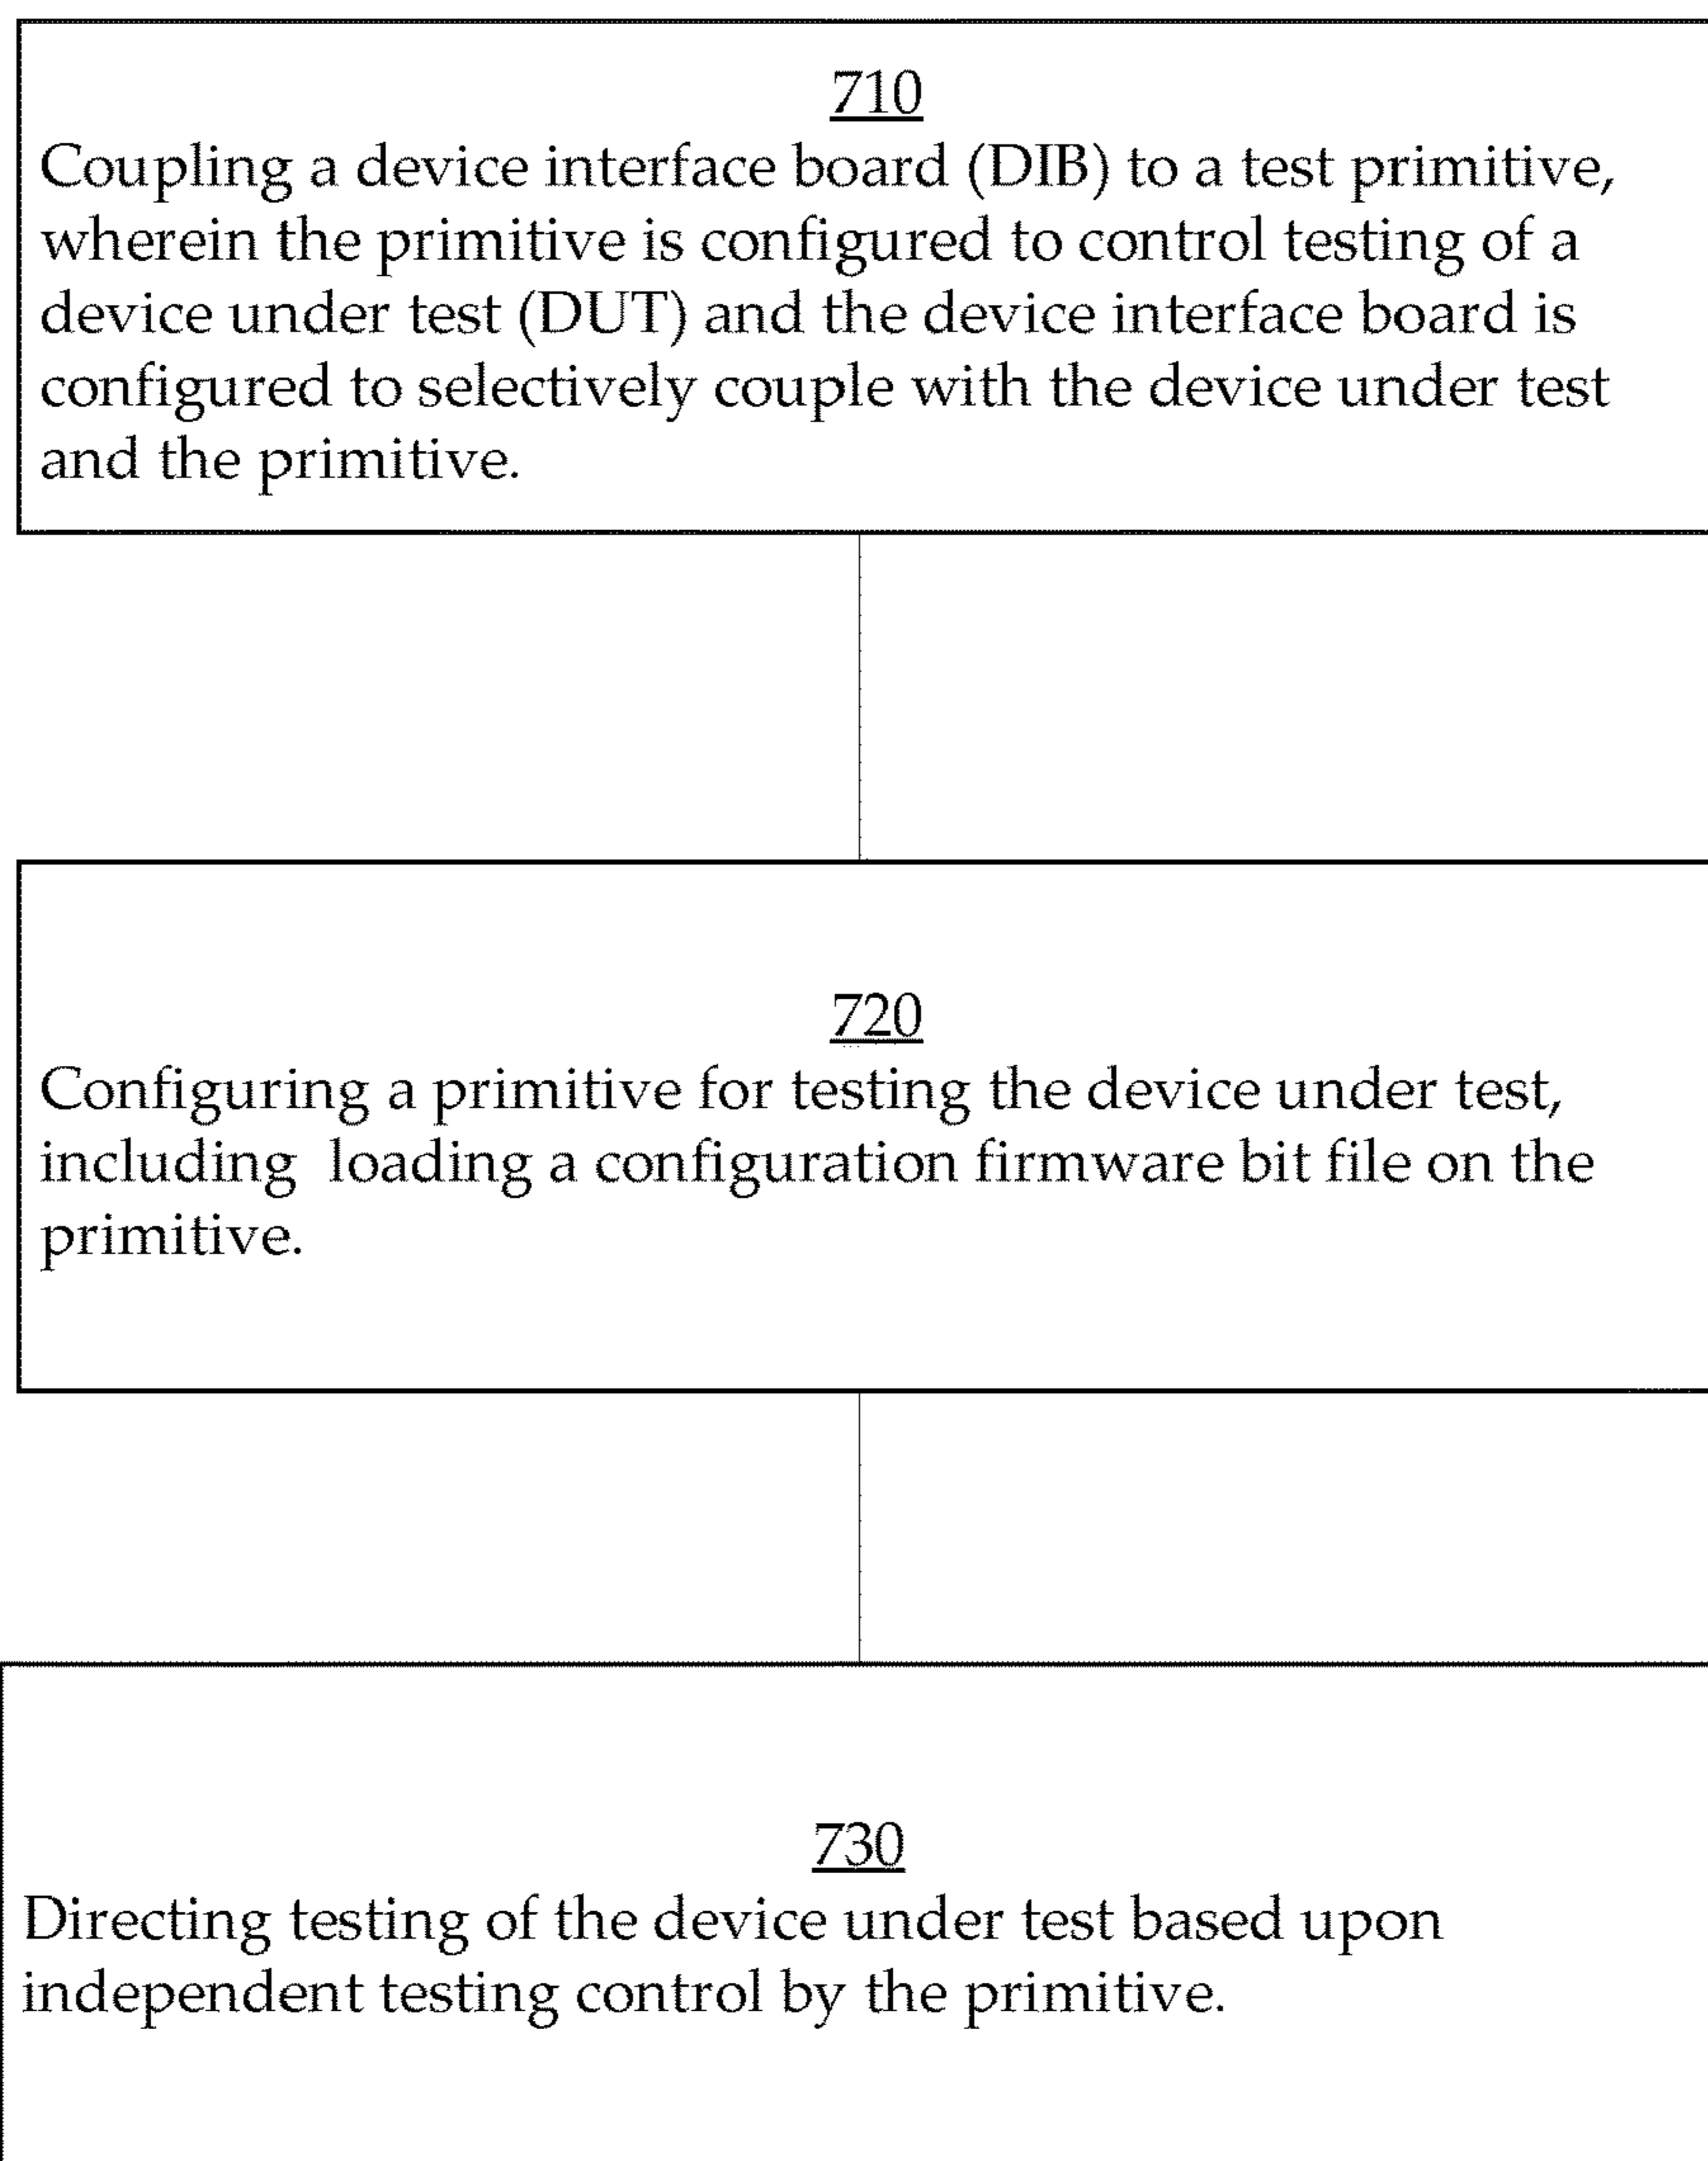 710
Coupling a device interface board (DIB) to a test primitive,
wherein the primitive is configured to control testing of a
device under test (DUT) and the device interface board is
configured to selectively couple with the device under test
and the primitive.
720
Configuring a primitive for testing the device under test,
including loading a configuration firmware bit file on the
primitive.
730
Directing testing of the device under test based upon
independent testing control by the primitive.